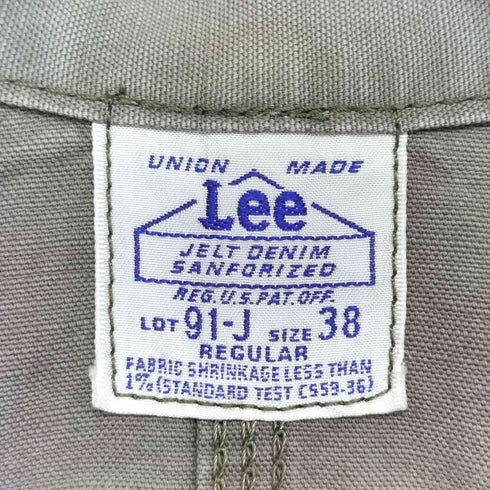 UNION MADE
Lee
JELT DENIM
SANFORIZED
REG. U.S. PAT. OFF.
LOT 91-J SIZE 38
REGULAR
FABRIC SHRINKAGE LESS THAN
1% (STANDARD TEST CS59-36)